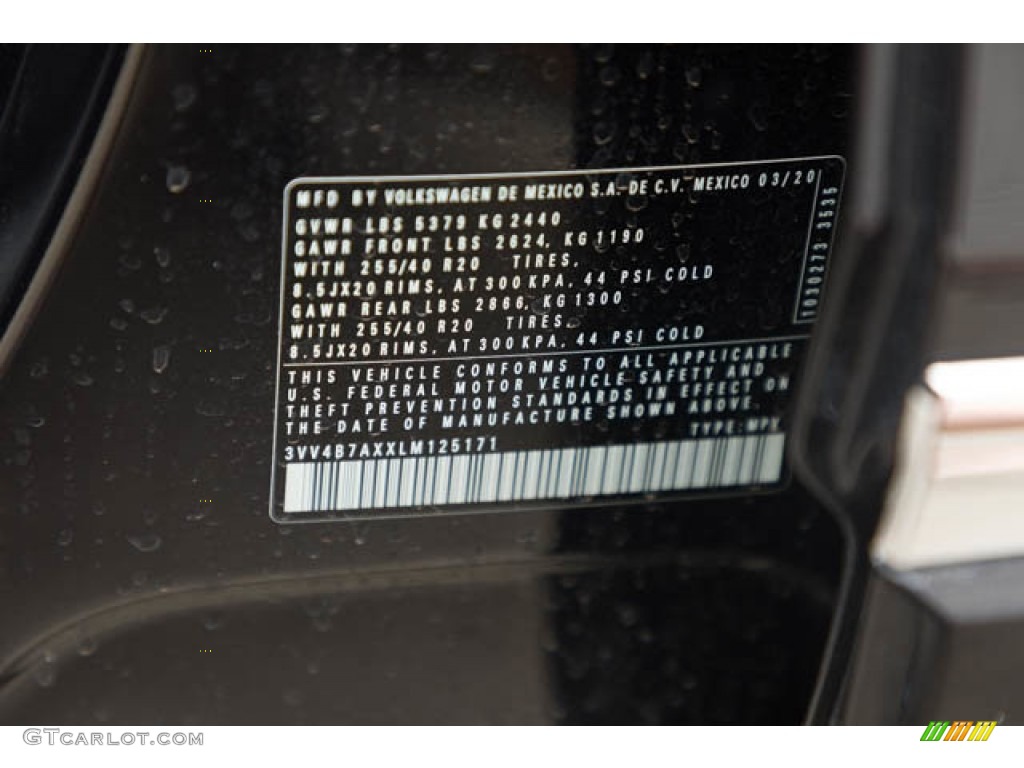 MFD BY VOLKSWAGEN DE MEXICO S.A. DE C.V. MEXICO 03/20
GVWR LBS 5379 KG 2440
GAWR FRONT LBS 2624, KG 1190
WITH 255/40 R20 TIRES,
8.5JX20 RIMS, AT 300 KPA, 44 PSI COLD
GAWR REAR LBS 2866, KG 1300
WITH 255/40 R20 TIRES,
8.5JX20 RIMS, AT 300 KPA, 44 PSI COLD
1010273 3535
THIS VEHICLE CONFORMS TO ALL APPLICABLE
U.S. FEDERAL MOTOR VEHICLE SAFETY AND
THEFT PREVENTION STANDARDS IN EFFECT ON
THE DATE OF MANUFACTURE SHOWN ABOVE.
TYPE: MPV
3VV4B7AXXLM125171
GTCARLOT.COM